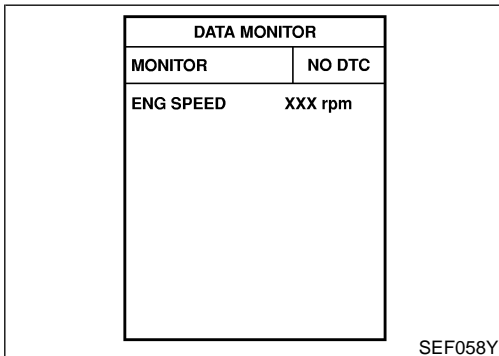 DATA MONITOR
MONITOR NO DTC
ENG SPEED XXX rpm
SEF058Y